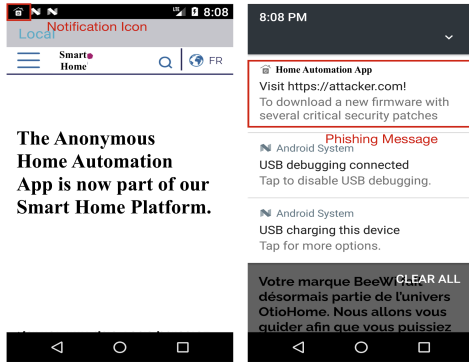 LTE 8:08
Notification Icon
Local
Smart
Home
FR
The Anonymous
Home Automation
App is now part of our
Smart Home Platform.
8:08 PM
Home Automation App
Visit https://attacker.com!
To download a new firmware with
several critical security patches
Phishing Message
Android System
USB debugging connected
Tap to disable USB debugging.
Android System
USB charging this device
Tap for more options.
CLEAR ALL
Votre marque BeeWi fait
désormais partie de l'univers
OtioHome. Nous allons vous
guider afin que vous puissiez